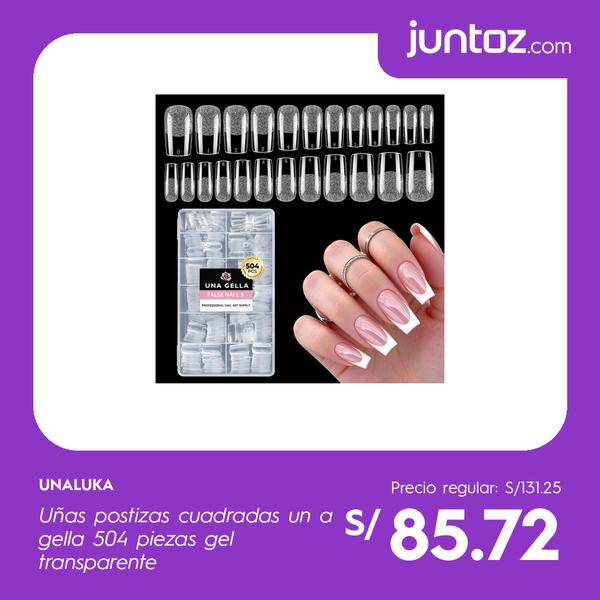 juntoz.com
504
PCS
UNA GELLA
FALSE NAILS
PROFESSIONAL NAIL ART SUPPLY
UNALUKA
Precio regular: S/131.25
Uñas postizas cuadradas un a
gella 504 piezas gel
transparente
S/ 85.72